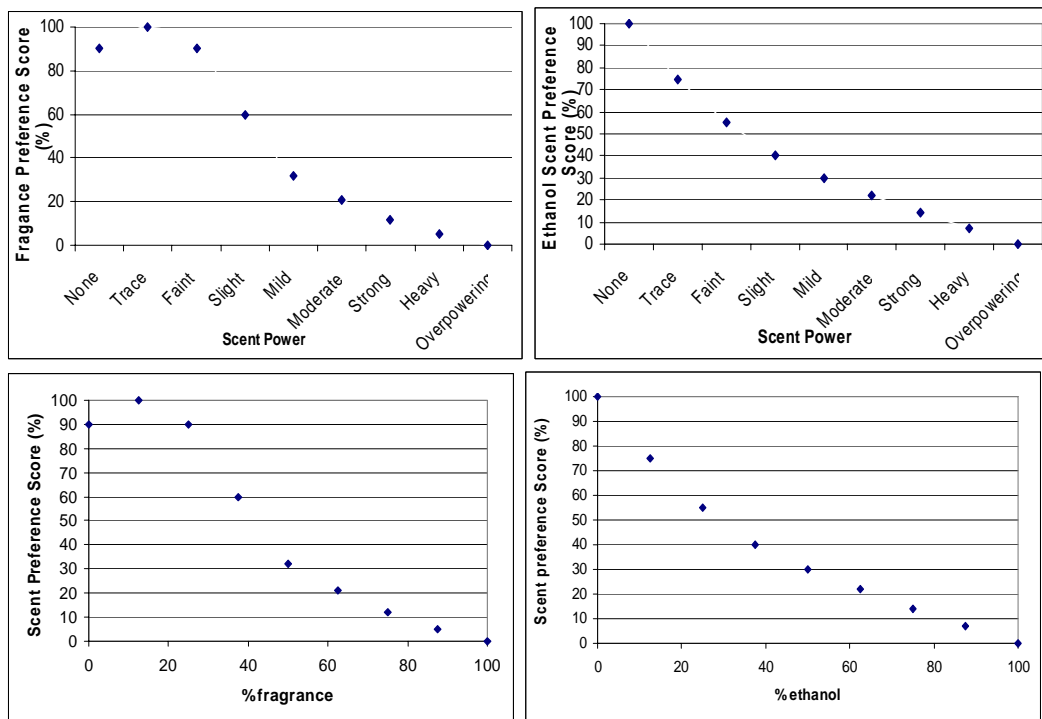 Fragance Preference Score
(%)
100
80
60
40
20
0
None
Trace
Faint
Slight
Mild
Moderate
Strong
Heavy
Overpowering
Scent Power
Ethanol Scent Preference
Score (%)
100
90
80
70
60
50
40
30
20
10
0
None
Trace
Faint
Slight
Mild
Moderate
Strong
Heavy
Overpowering
Scent Power
Scent Preference Score (%)
100
90
80
70
60
50
40
30
20
10
0
0 20 40 60 80 100
%fragrance
Scent preference Score (%)
100
90
80
70
60
50
40
30
20
10
0
0 20 40 60 80 100
%ethanol